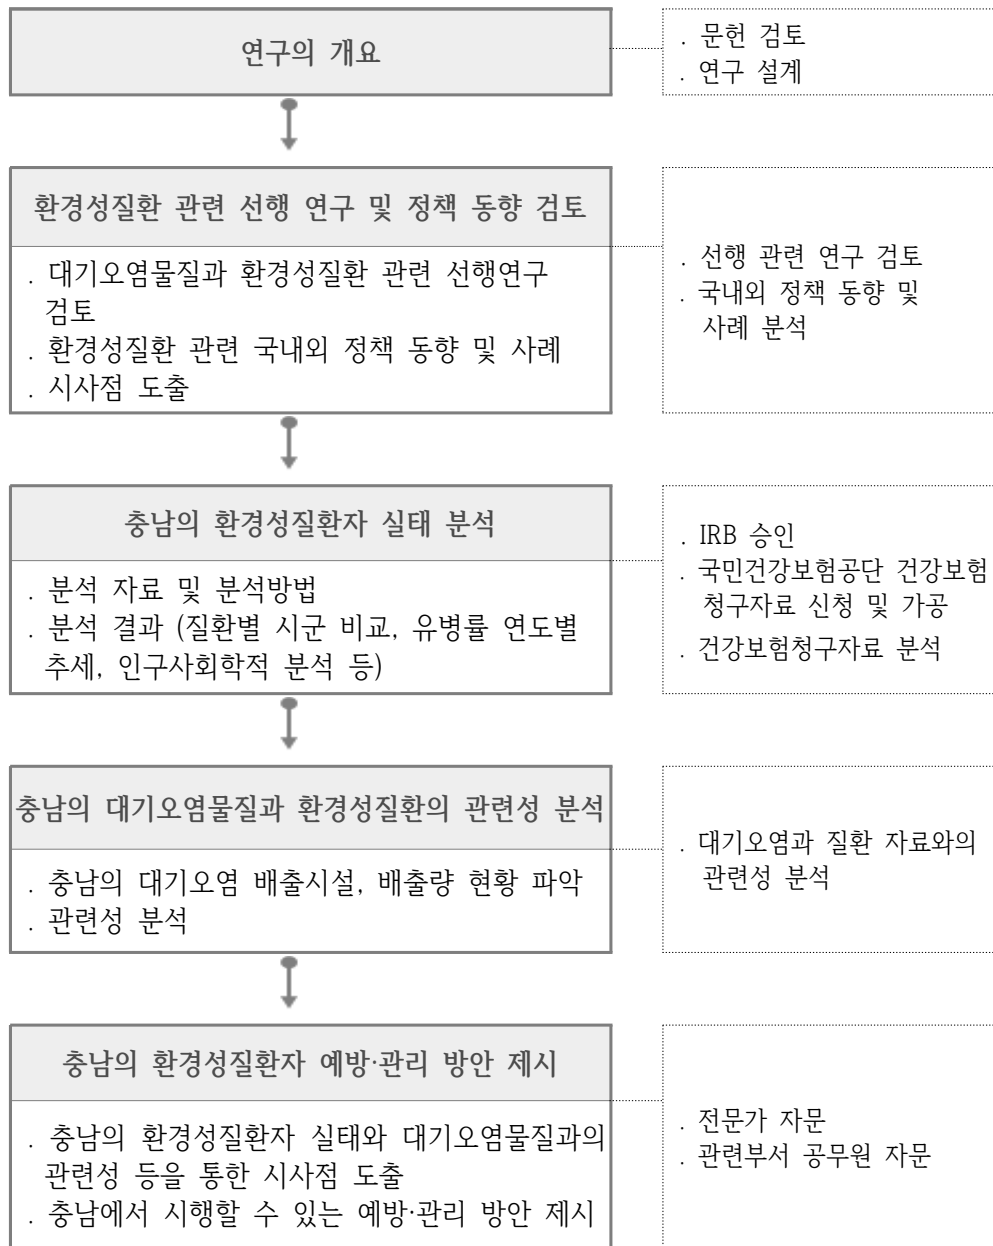 연구의 개요
. 문헌 검토
. 연구 설계
환경성질환 관련 선행 연구 및 정책 동향 검토
. 대기오염물질과 환경성질환 관련 선행연구
검토
. 환경성질환 관련 국내외 정책 동향 및 사례
. 시사점 도출
. 선행 관련 연구 검토
. 국내외 정책 동향 및
사례 분석
충남의 환경성질환자 실태 분석
. 분석 자료 및 분석방법
. 분석 결과 (질환별 시군 비교, 유병률 연도별
추세, 인구사회학적 분석 등)
. IRB 승인
. 국민건강보험공단 건강보험
청구자료 신청 및 가공
. 건강보험청구자료 분석
충남의 대기오염물질과 환경성질환의 관련성 분석
. 충남의 대기오염 배출시설, 배출량 현황 파악
. 관련성 분석
. 대기오염과 질환 자료와의
관련성 분석
충남의 환경성질환자 예방·관리 방안 제시
. 충남의 환경성질환자 실태와 대기오염물질과의
관련성 등을 통한 시사점 도출
. 충남에서 시행할 수 있는 예방·관리 방안 제시
. 전문가 자문
. 관련부서 공무원 자문